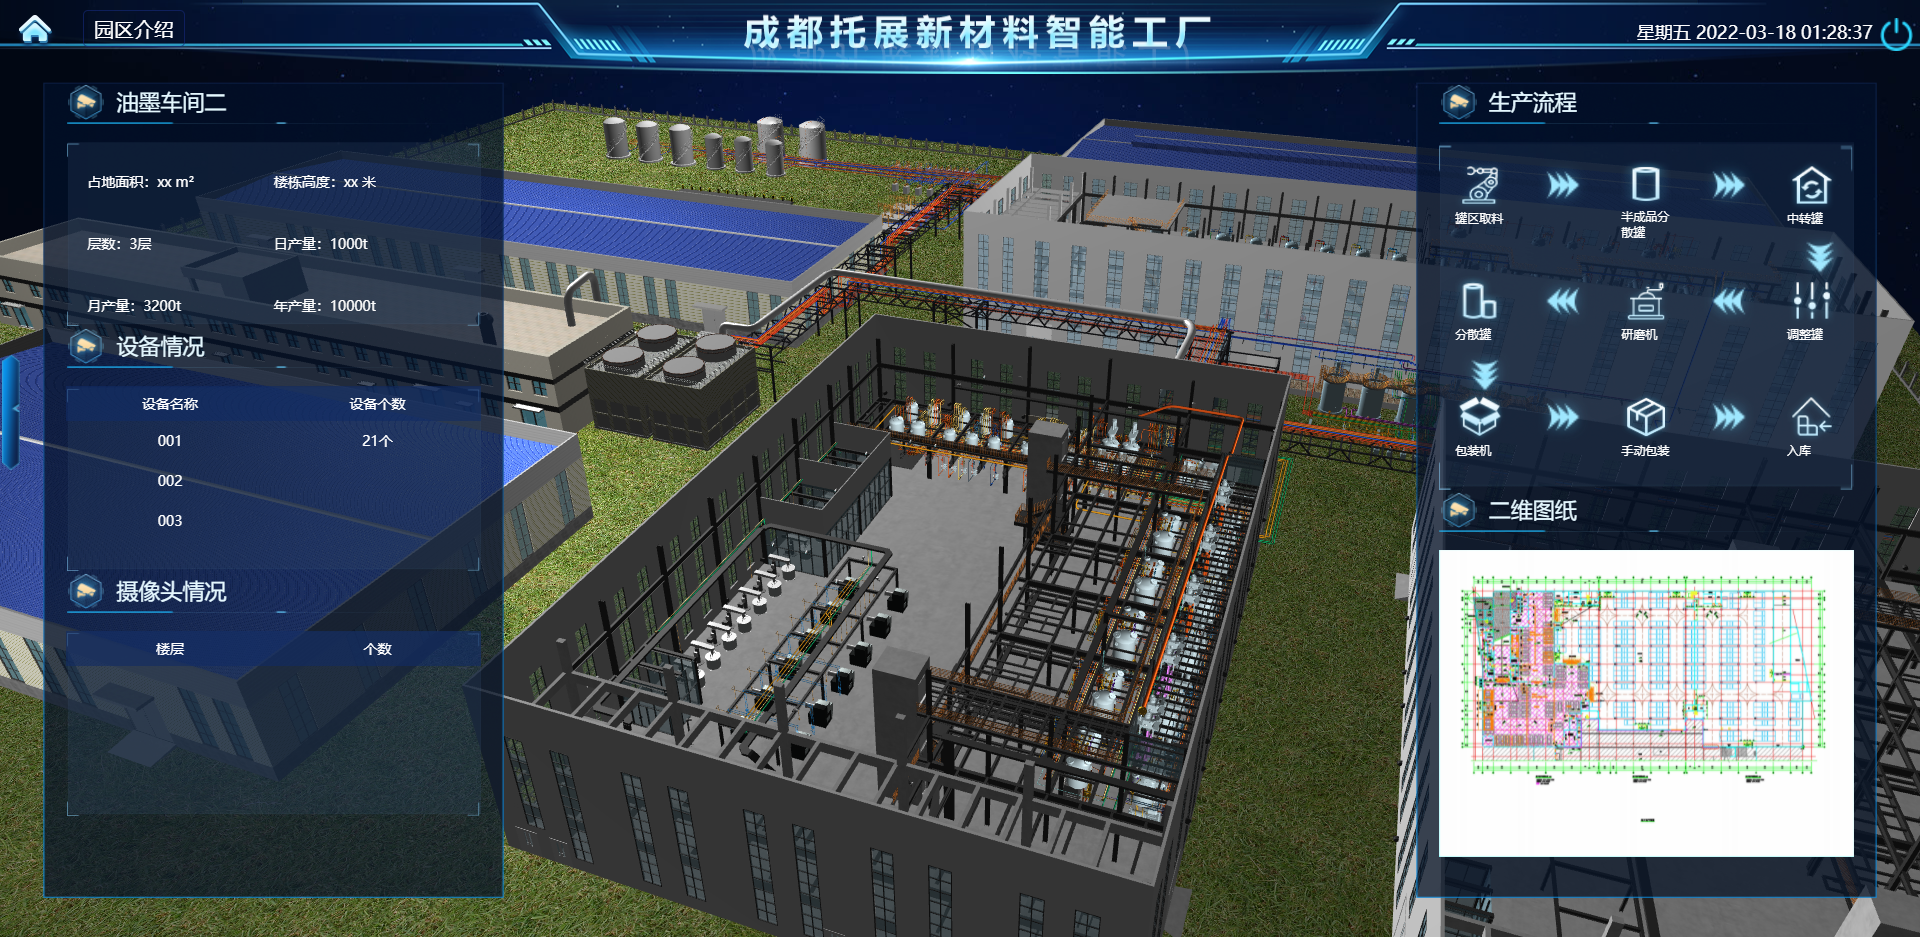 园区介绍
成都托展新材料智能工厂
星期五 2022-03-18 01:28:37
油墨车间二
占地面积：xx m²
楼栋高度：xx 米
层数：3层
日产量：1000t
月产量：3200t
年产量：10000t
设备情况
设备名称
设备个数
001
21个
002
003
摄像头情况
楼层
个数
生产流程
罐区取料
半成品分
散罐
中转罐
分散罐
研磨机
调整罐
包装机
手动包装
入库
二维图纸